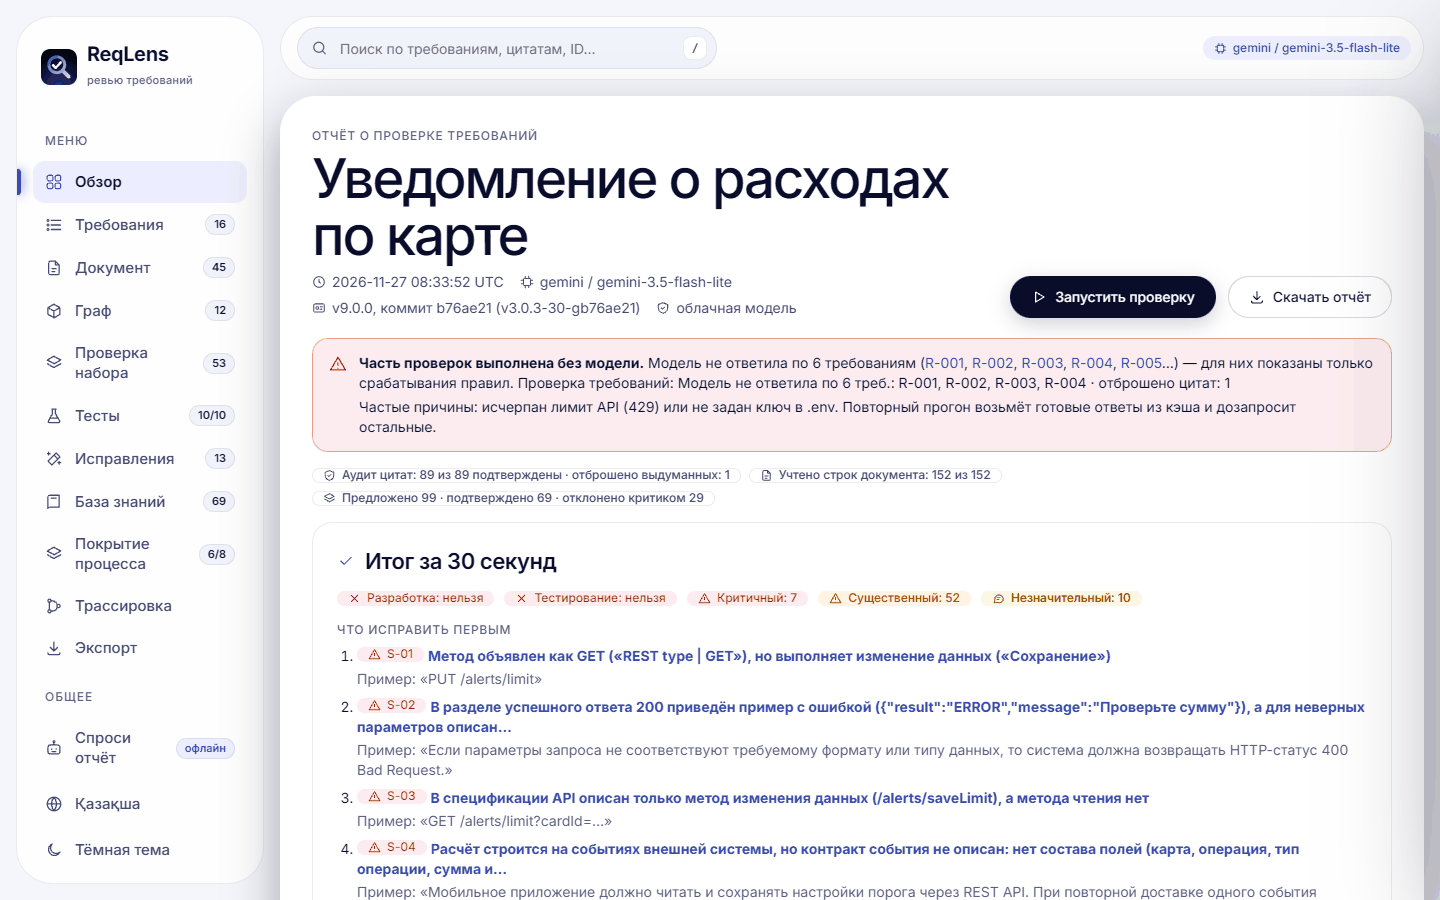 ReqLens
ревью требований
МЕНЮ
Обзор
Требования 16
Документ 45
Граф 12
Проверка
набора 53
Тесты 10/10
Исправления 13
База знаний 69
Покрытие
процесса 6/8
Трассировка
Экспорт
ОБЩЕЕ
Спроси
отчёт офлайн
Қазақша
Тёмная тема
Поиск по требованиям, цитатам, ID... /
gemini / gemini-3.5-flash-lite
ОТЧЁТ О ПРОВЕРКЕ ТРЕБОВАНИЙ
Уведомление о расходах
по карте
2026-11-27 08:33:52 UTC gemini / gemini-3.5-flash-lite
v9.0.0, коммит b76ae21 (v3.0.3-30-gb76ae21) облачная модель
Запустить проверку
Скачать отчёт
Часть проверок выполнена без модели. Модель не ответила по 6 требованиям (R-001, R-002, R-003, R-004, R-005...) — для них показаны только
срабатывания правил. Проверка требований: Модель не ответила по 6 треб.: R-001, R-002, R-003, R-004 · отброшено цитат: 1
Частые причины: исчерпан лимит API (429) или не задан ключ в .env. Повторный прогон возьмёт готовые ответы из кэша и дозапросит
остальные.
Аудит цитат: 89 из 89 подтверждены · отброшено выдуманных: 1
Учтено строк документа: 152 из 152
Предложено 99 · подтверждено 69 · отклонено критиком 29
Итог за 30 секунд
Разработка: нельзя
Тестирование: нельзя
Критичный: 7
Существенный: 52
Незначительный: 10
ЧТО ИСПРАВИТЬ ПЕРВЫМ
1. S-01 Метод объявлен как GET («REST type | GET»), но выполняет изменение данных («Сохранение»)
Пример: «PUT /alerts/limit»
2. S-02 В разделе успешного ответа 200 приведён пример с ошибкой ({"result":"ERROR","message":"Проверьте сумму"}), а для неверных
параметров описан...
Пример: «Если параметры запроса не соответствуют требуемому формату или типу данных, то система должна возвращать HTTP-статус 400
Bad Request.»
3. S-03 В спецификации API описан только метод изменения данных (/alerts/saveLimit), а метода чтения нет
Пример: «GET /alerts/limit?cardId=...»
4. S-04 Расчёт строится на событиях внешней системы, но контракт события не описан: нет состава полей (карта, операция, тип
операции, сумма и...
Пример: «Мобильное приложение должно читать и сохранять настройки порога через REST API. При повторной доставке одного события